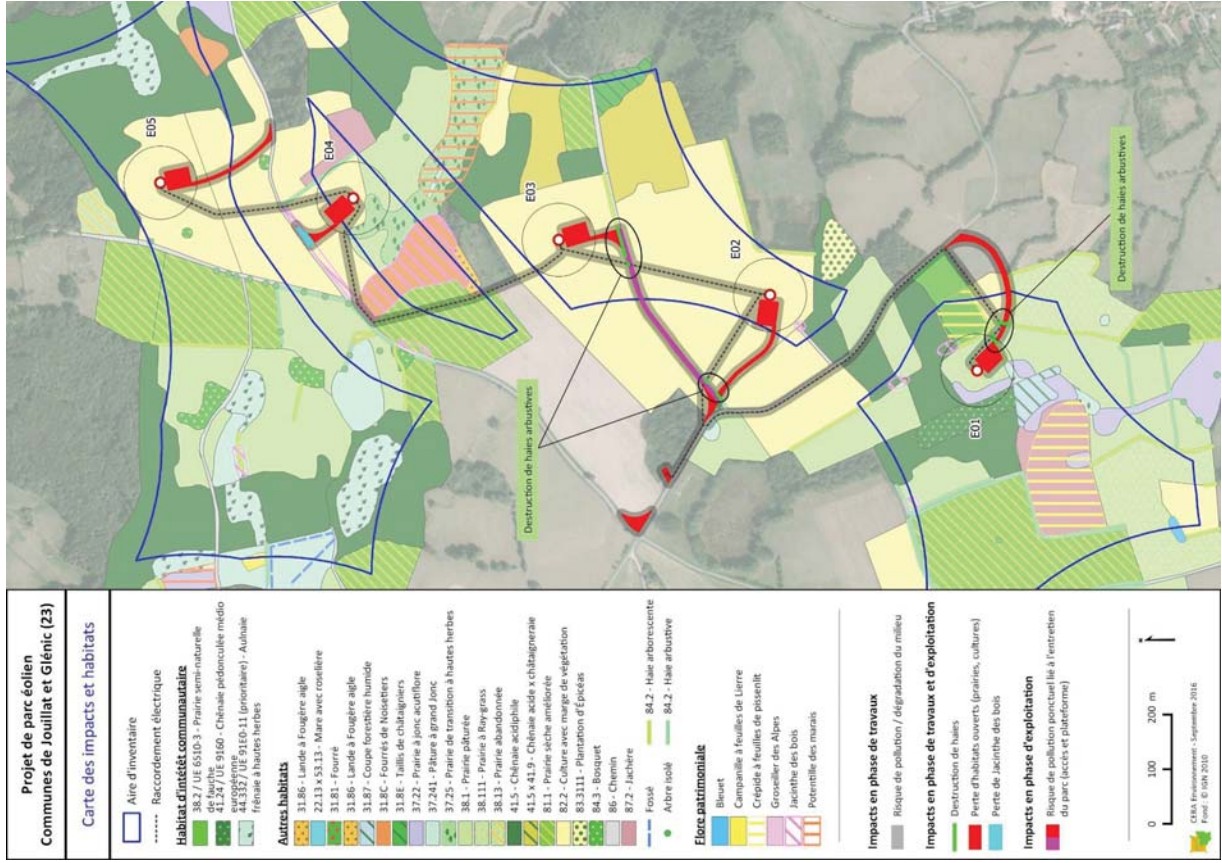 Projet de parc éolien
Communes de Jouillat et Glénic (23)
Carte des impacts et habitats
Aire d'inventaire
Raccordement électrique
Habitat d'intérêt communautaire
38.2 / UE 6510-3 - Prairie semi-naturelle
de fauche
41.24 / UE 9160 - Chênaie pédonculée médio
européenne
44.332 / UE 91E0-11 (prioritaire) - Aulnaie
frênaie à hautes herbes
Autres habitats
31.86 - Lande à Fougère aigle
22.13 x 53.13 - Mare avec roselière
31.81 - Fourré
31.86 - Lande à Fougère aigle
31.87 - Coupe forestière humide
31.8C - Fourrés de Noisetiers
31.8E - Taillis de châtaigniers
37.22 - Prairie à jonc acutiflore
37.241 - Pâture à grand Jonc
37.25 - Prairie de transition à hautes herbes
38.1 - Prairie pâturée
38.111 - Prairie à Ray-grass
38.13 - Prairie abandonnée
41.5 - Chênaie acidiphile
41.5 x 41.9 - Chênaie acide x châtaigneraie
81.1 - Prairie sèche améliorée
82.2 - Culture avec marge de végétation
83.3111 - Plantation d'Épicéas
84.3 - Bosquet
86 - Chemin
87.2 - Jachère
Fossé
84.2 - Haie arborescente
Arbre isolé
84.2 - Haie arbustive
Flore patrimoniale
Bleuet
Campanille à feuilles de Lierre
Crépide à feuilles de pissenlit
Groseiller des Alpes
Jacinthe des bois
Potentille des marais
Impacts en phase de travaux
Risque de pollution / dégradation du milieu
Impacts en phase de travaux et d'exploitation
Destruction de haies
Perte d'habitats ouverts (prairies, cultures)
Perte de Jacinthe des bois
Impacts en phase d'exploitation
Risque de pollution ponctuel lié à l'entretien
du parc (accès et plateforme)
0 100 200 m
N
CERA Environnement - Septembre 2016
Fond : © IGN 2010
E05
E04
E03
E02
E01
Destruction de haies arbustives
Destruction de haies arbustives